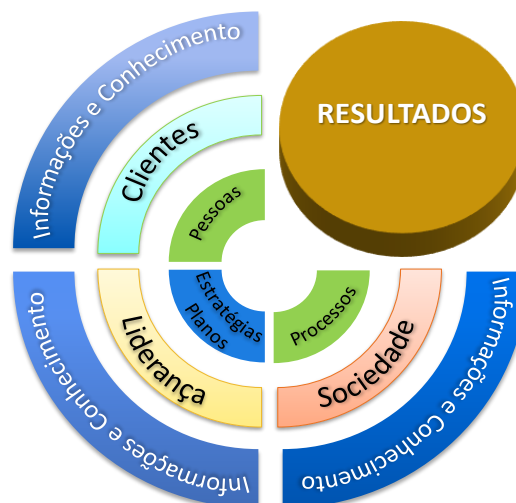 Informações e Conhecimento
RESULTADOS
Clientes
Pessoas
Estratégias
Planos
Processos
Liderança
Sociedade
Informações e Conhecimento
Informações e Conhecimento